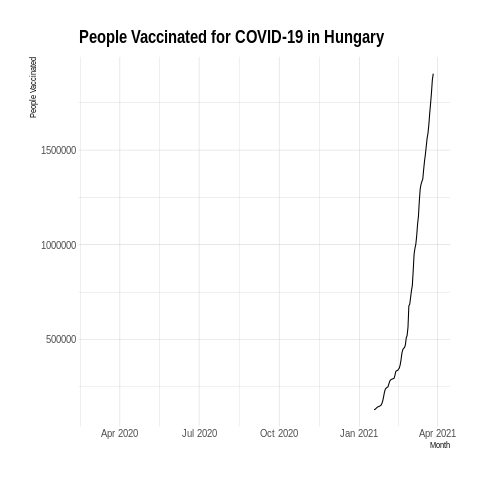 People Vaccinated for COVID-19 in Hungary
People Vaccinated
1500000
1000000
500000
Apr 2020 Jul 2020 Oct 2020 Jan 2021 Apr 2021
Month